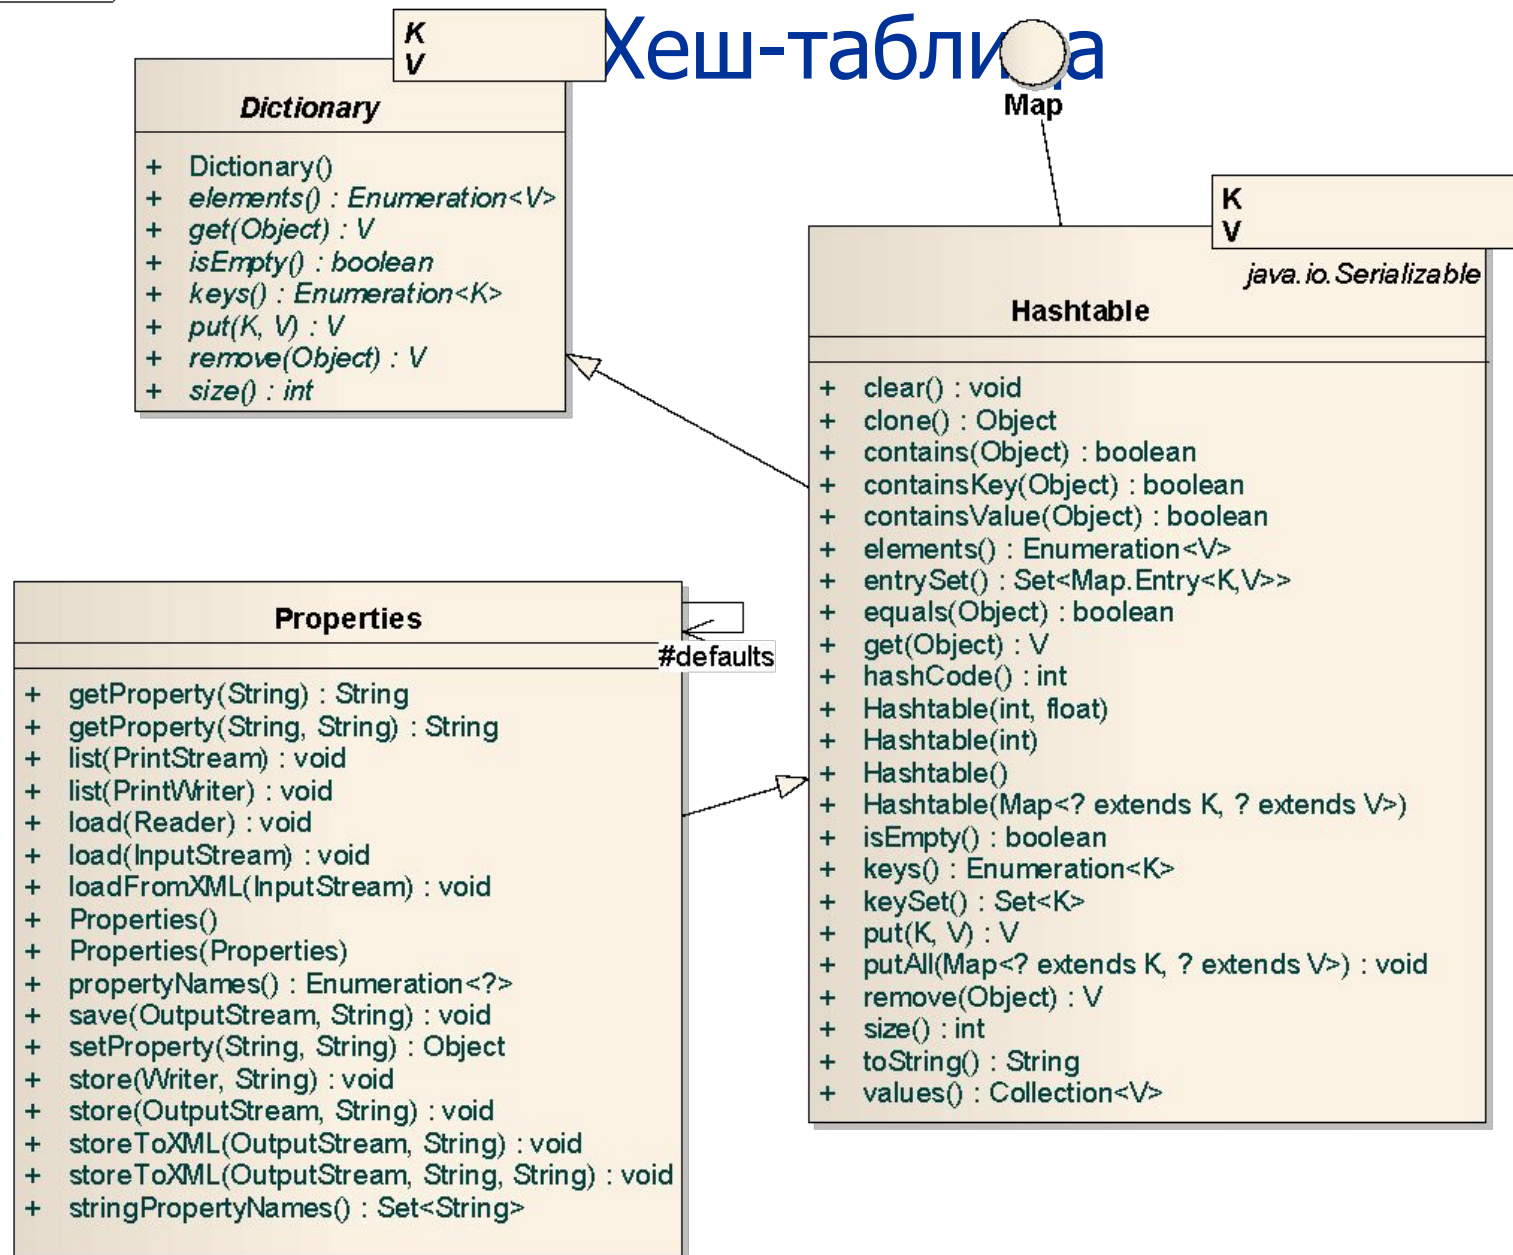 Хеш-таблица
K
V
Dictionary
+ Dictionary()
+ elements() : Enumeration<V>
+ get(Object) : V
+ isEmpty() : boolean
+ keys() : Enumeration<K>
+ put(K, V) : V
+ remove(Object) : V
+ size() : int
Map
K
V
java.io.Serializable
Hashtable
+ clear() : void
+ clone() : Object
+ contains(Object) : boolean
+ containsKey(Object) : boolean
+ containsValue(Object) : boolean
+ elements() : Enumeration<V>
+ entrySet() : Set<Map.Entry<K,V>>
+ equals(Object) : boolean
+ get(Object) : V
+ hashCode() : int
+ Hashtable(int, float)
+ Hashtable(int)
+ Hashtable()
+ Hashtable(Map<? extends K, ? extends V>)
+ isEmpty() : boolean
+ keys() : Enumeration<K>
+ keySet() : Set<K>
+ put(K, V) : V
+ putAll(Map<? extends K, ? extends V>) : void
+ remove(Object) : V
+ size() : int
+ toString() : String
+ values() : Collection<V>
Properties
#defaults
+ getProperty(String) : String
+ getProperty(String, String) : String
+ list(PrintStream) : void
+ list(PrintWriter) : void
+ load(Reader) : void
+ load(InputStream) : void
+ loadFromXML(InputStream) : void
+ Properties()
+ Properties(Properties)
+ propertyNames() : Enumeration<?>
+ save(OutputStream, String) : void
+ setProperty(String, String) : Object
+ store(Writer, String) : void
+ store(OutputStream, String) : void
+ storeToXML(OutputStream, String) : void
+ storeToXML(OutputStream, String, String) : void
+ stringPropertyNames() : Set<String>